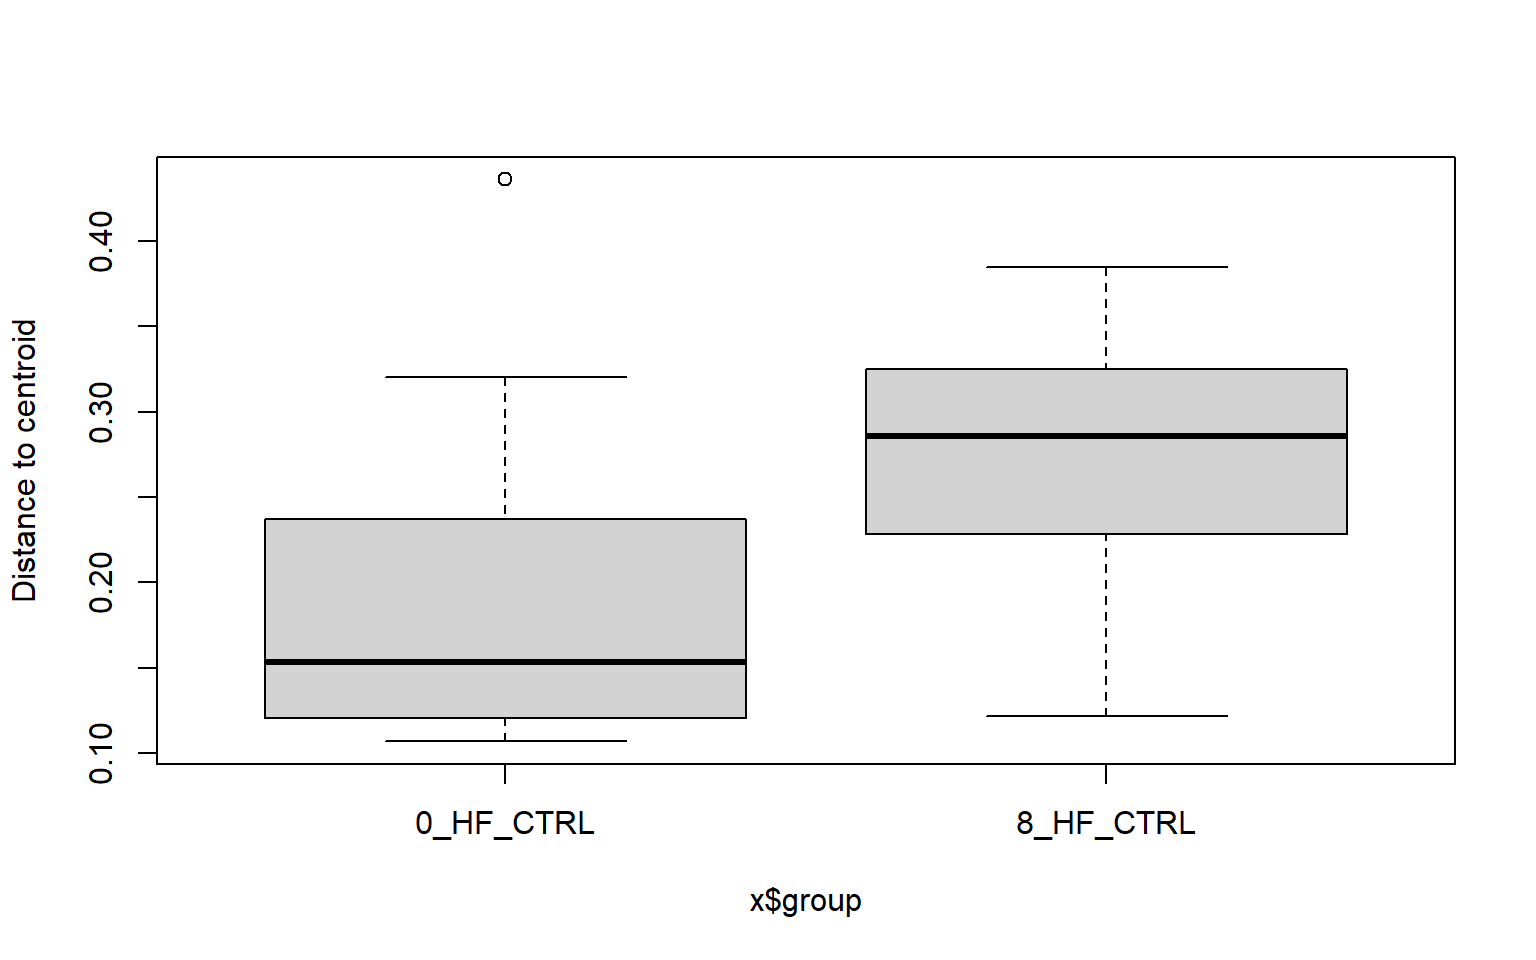 Distance to centroid
0.40
0.30
0.20
0.10
0_HF_CTRL
8_HF_CTRL
x$group